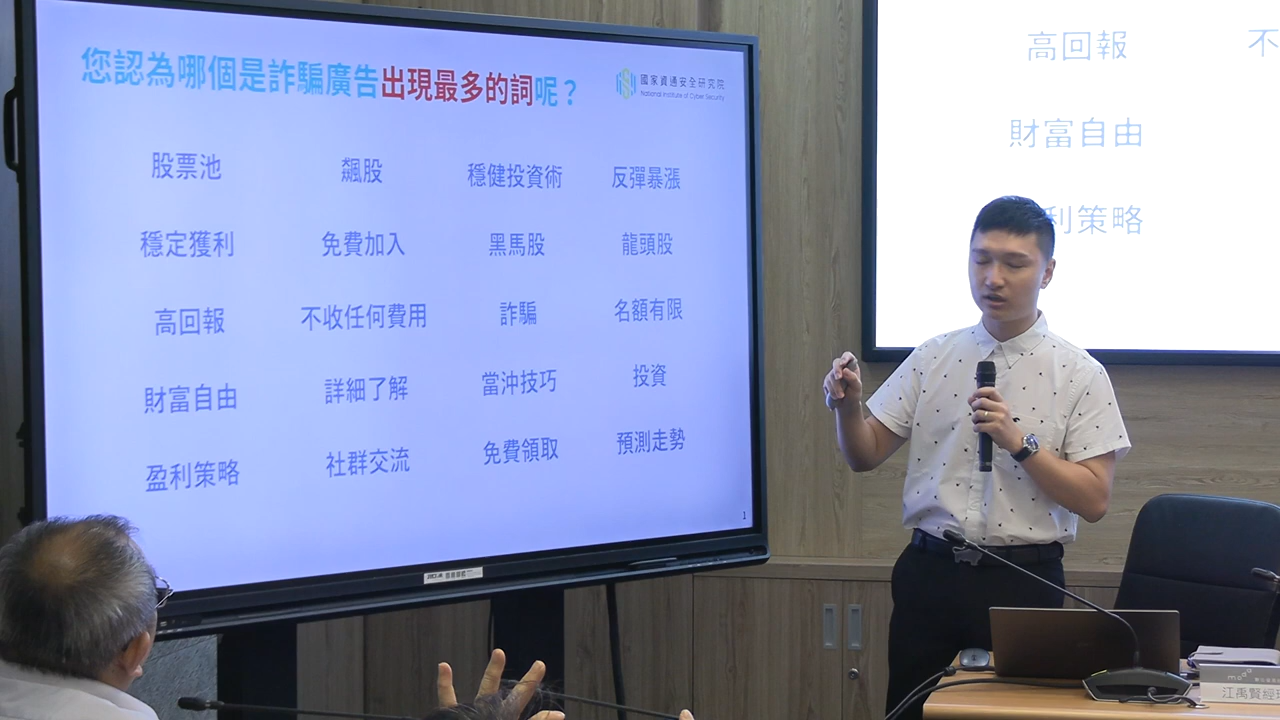 您認為哪個是詐騙廣告出現最多的詞呢？
國家資通安全研究院
National Institute of Cyber Security
股票池 飆股 穩健投資術 反彈暴漲
穩定獲利 免費加入 黑馬股 龍頭股
高回報 不收任何費用 詐騙 名額有限
財富自由 詳細了解 當沖技巧 投資
盈利策略 社群交流 免費領取 預測走勢
1
高回報 不
財富自由
利策略
moda
江禹賢經理